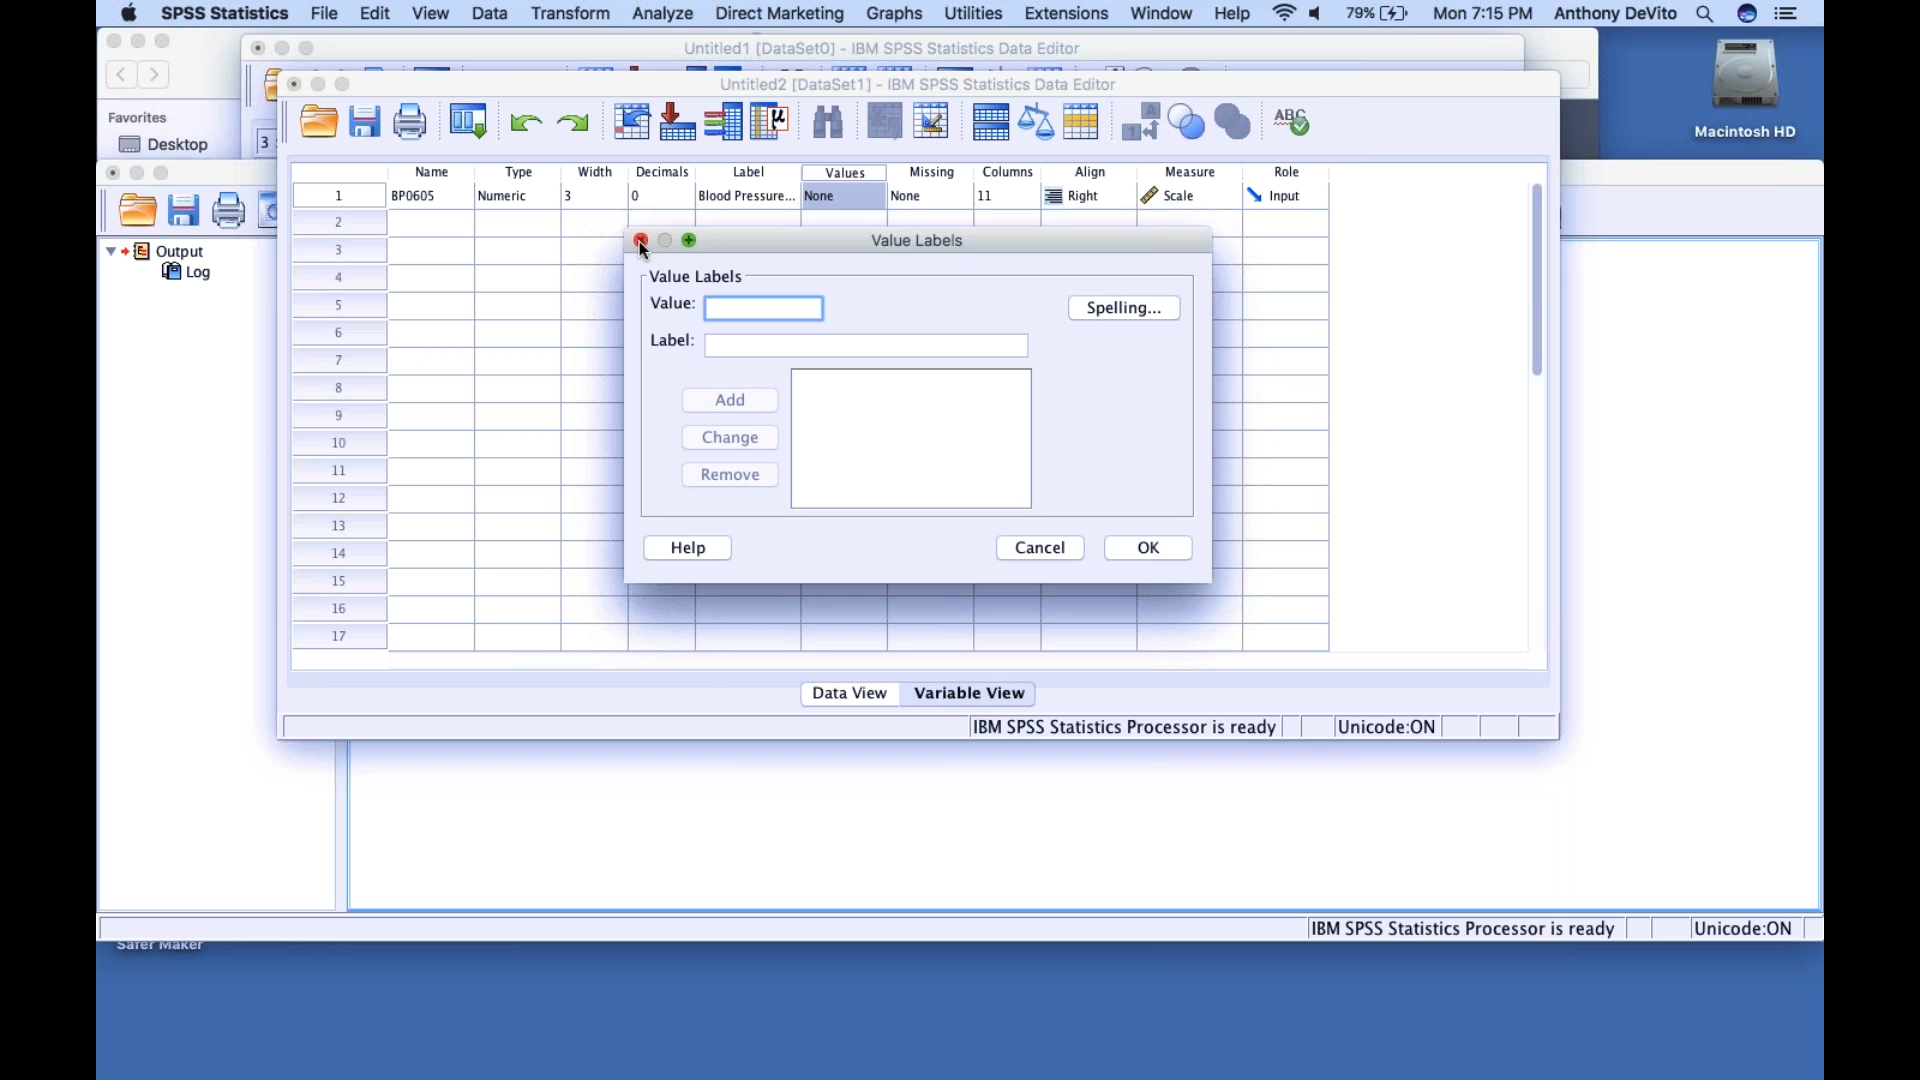 SPSS Statistics File Edit View Data Transform Analyze Direct Marketing Graphs Utilities Extensions Window Help 79% Mon 7:15 PM Anthony DeVito
Untitled1 [DataSet0] - IBM SPSS Statistics Data Editor
Untitled2 [DataSet1] - IBM SPSS Statistics Data Editor
Favorites
Desktop
3
ABC
Macintosh HD
Name Type Width Decimals Label Values Missing Columns Align Measure Role
1 BP0605 Numeric 3 0 Blood Pressure... None None 11 Right Scale Input
2
3
4
5
6
7
8
9
10
11
12
13
14
15
16
17
Output
Log
Value Labels
Value Labels
Value:
Spelling...
Label:
Add
Change
Remove
Help Cancel OK
Data View Variable View
IBM SPSS Statistics Processor is ready Unicode:ON
IBM SPSS Statistics Processor is ready Unicode:ON
Safer Maker